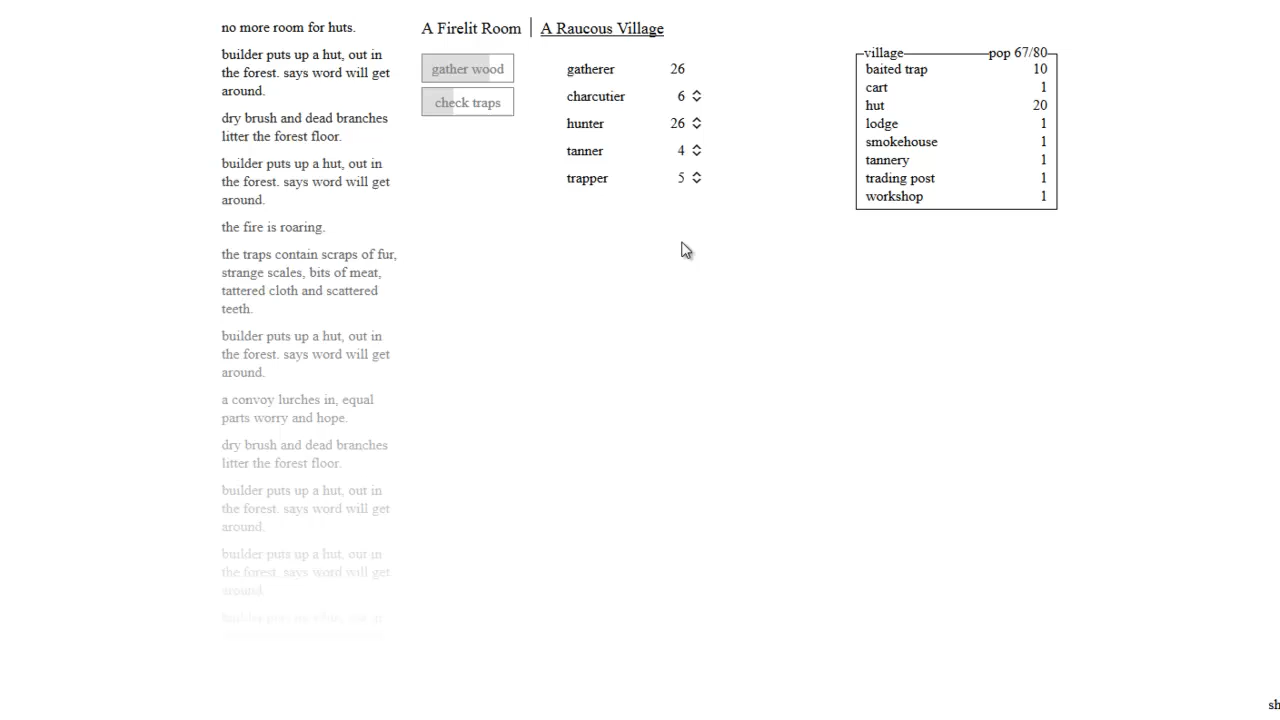 no more room for huts.
builder puts up a hut, out in
the forest. says word will get
around.
dry brush and dead branches
litter the forest floor.
builder puts up a hut, out in
the forest. says word will get
around.
the fire is roaring.
the traps contain scraps of fur,
strange scales, bits of meat,
tattered cloth and scattered
teeth.
builder puts up a hut, out in
the forest. says word will get
around.
a convoy lurches in, equal
parts worry and hope.
dry brush and dead branches
litter the forest floor.
builder puts up a hut, out in
the forest. says word will get
around.
builder puts up a hut, out in
the forest. says word will get
around.
A Firelit Room | A Raucous Village
gather wood
check traps
gatherer 26
charcutier 6
hunter 26
tanner 4
trapper 5
village pop 67/80
baited trap 10
cart 1
hut 20
lodge 1
smokehouse 1
tannery 1
trading post 1
workshop 1
sh